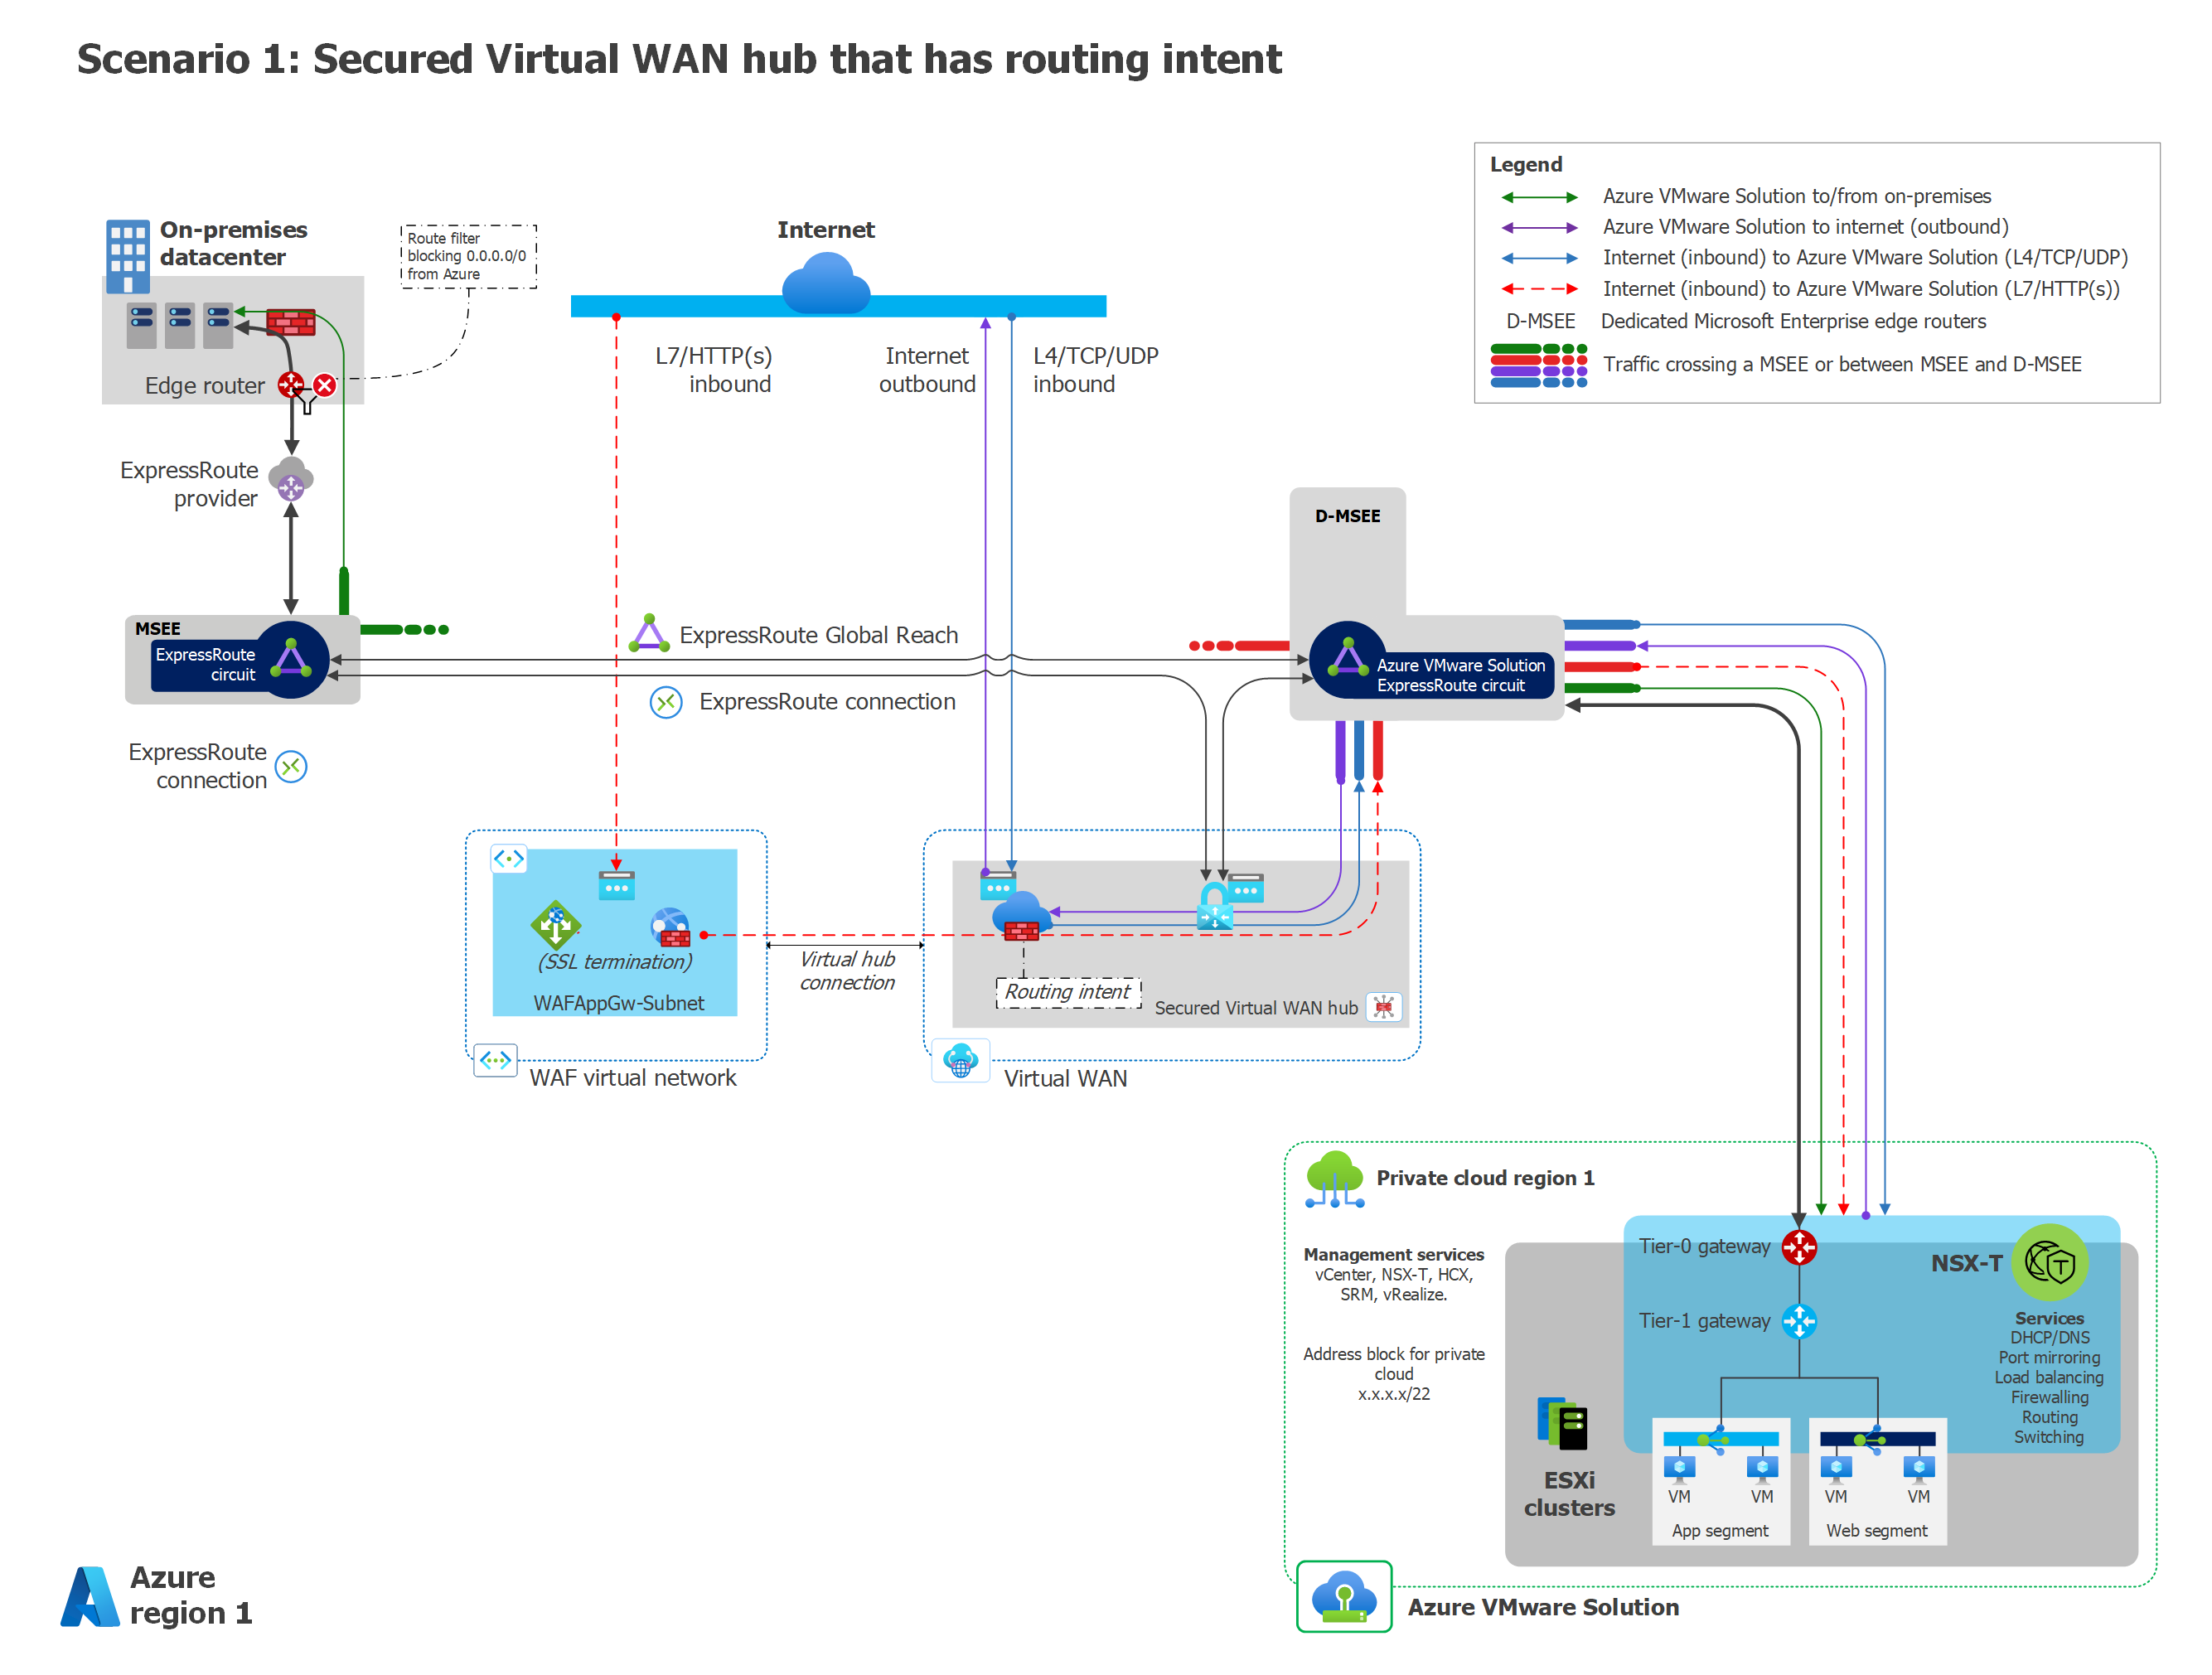 Scenario 1: Secured Virtual WAN hub that has routing intent
Legend
Azure VMware Solution to/from on-premises
Azure VMware Solution to internet (outbound)
Internet (inbound) to Azure VMware Solution (L4/TCP/UDP)
Internet (inbound) to Azure VMware Solution (L7/HTTP(s))
D-MSEE Dedicated Microsoft Enterprise edge routers
Traffic crossing a MSEE or between MSEE and D-MSEE
On-premises
datacenter
Route filter
blocking 0.0.0.0/0
from Azure
Internet
Edge router
L7/HTTP(s)
inbound
Internet
outbound
L4/TCP/UDP
inbound
ExpressRoute
provider
D-MSEE
MSEE
ExpressRoute
circuit
ExpressRoute Global Reach
ExpressRoute connection
Azure VMware Solution
ExpressRoute circuit
ExpressRoute
connection
(SSL termination)
WAFAppGw-Subnet
WAF virtual network
Virtual hub
connection
Routing intent
Secured Virtual WAN hub
Virtual WAN
Private cloud region 1
Management services
vCenter, NSX-T, HCX,
SRM, vRealize.
Address block for private
cloud
x.x.x.x/22
Tier-0 gateway
Tier-1 gateway
NSX-T
T
Services
DHCP/DNS
Port mirroring
Load balancing
Firewalling
Routing
Switching
ESXi
clusters
VM
VM
App segment
VM
VM
Web segment
Azure VMware Solution
Azure
region 1